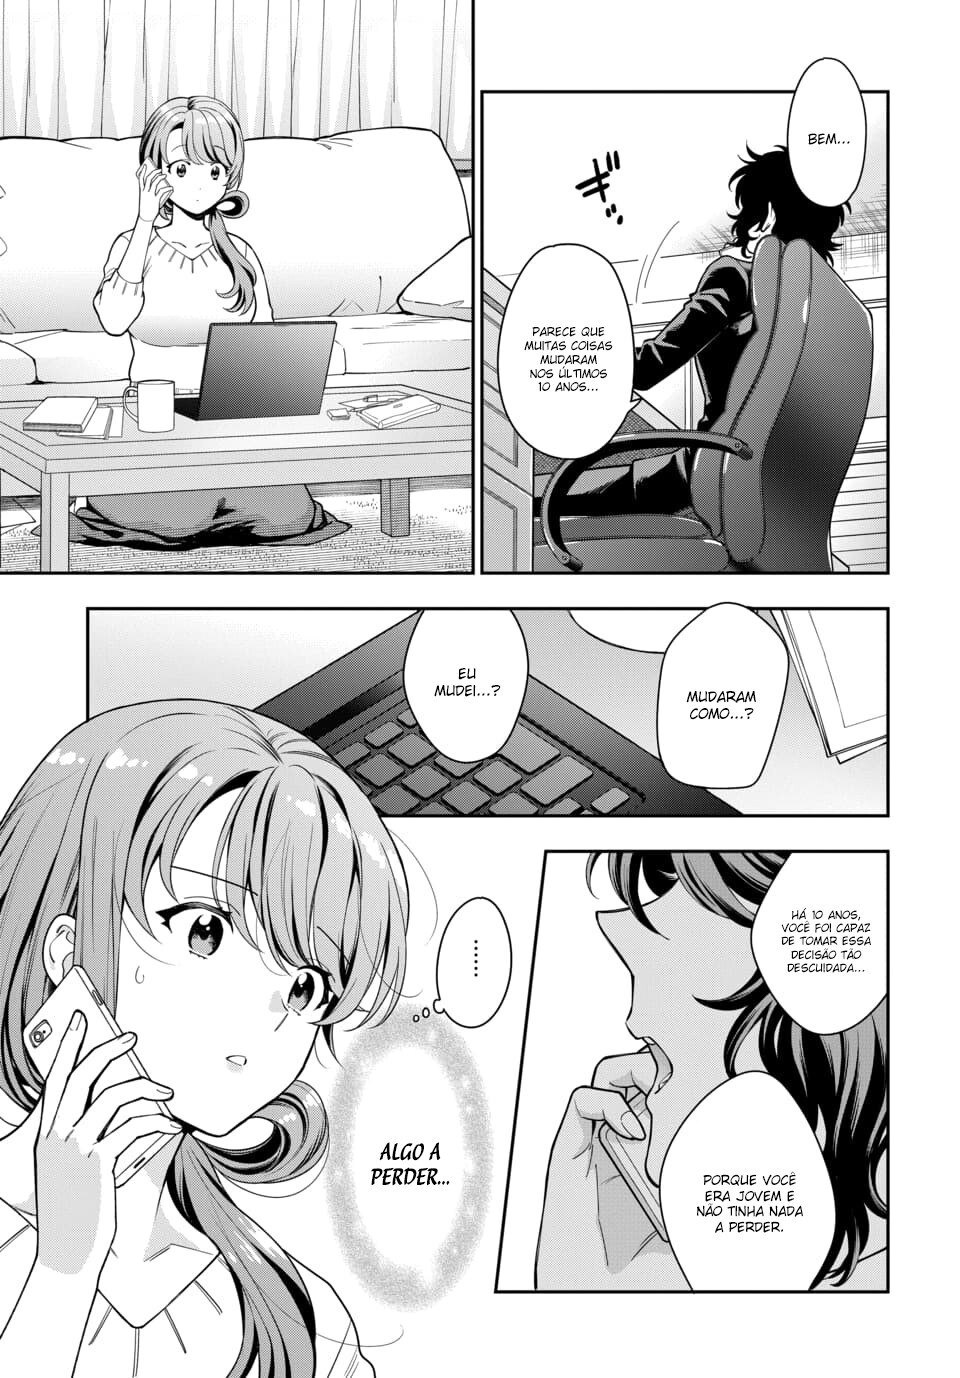 BEM...
PARECE QUE
MUITAS COISAS
MUDARAM
NOS ÚLTIMOS
10 ANOS...
MUDARAM
COMO...?
EU
MUDEI...?
HÁ 10 ANOS,
VOCÊ FOI CAPAZ
DE TOMAR ESSA
DECISÃO TÃO
DESCUIDADA...
PORQUE VOCÊ
ERA JOVEM E
NÃO TINHA NADA
A PERDER.
......
ALGO A
PERDER...